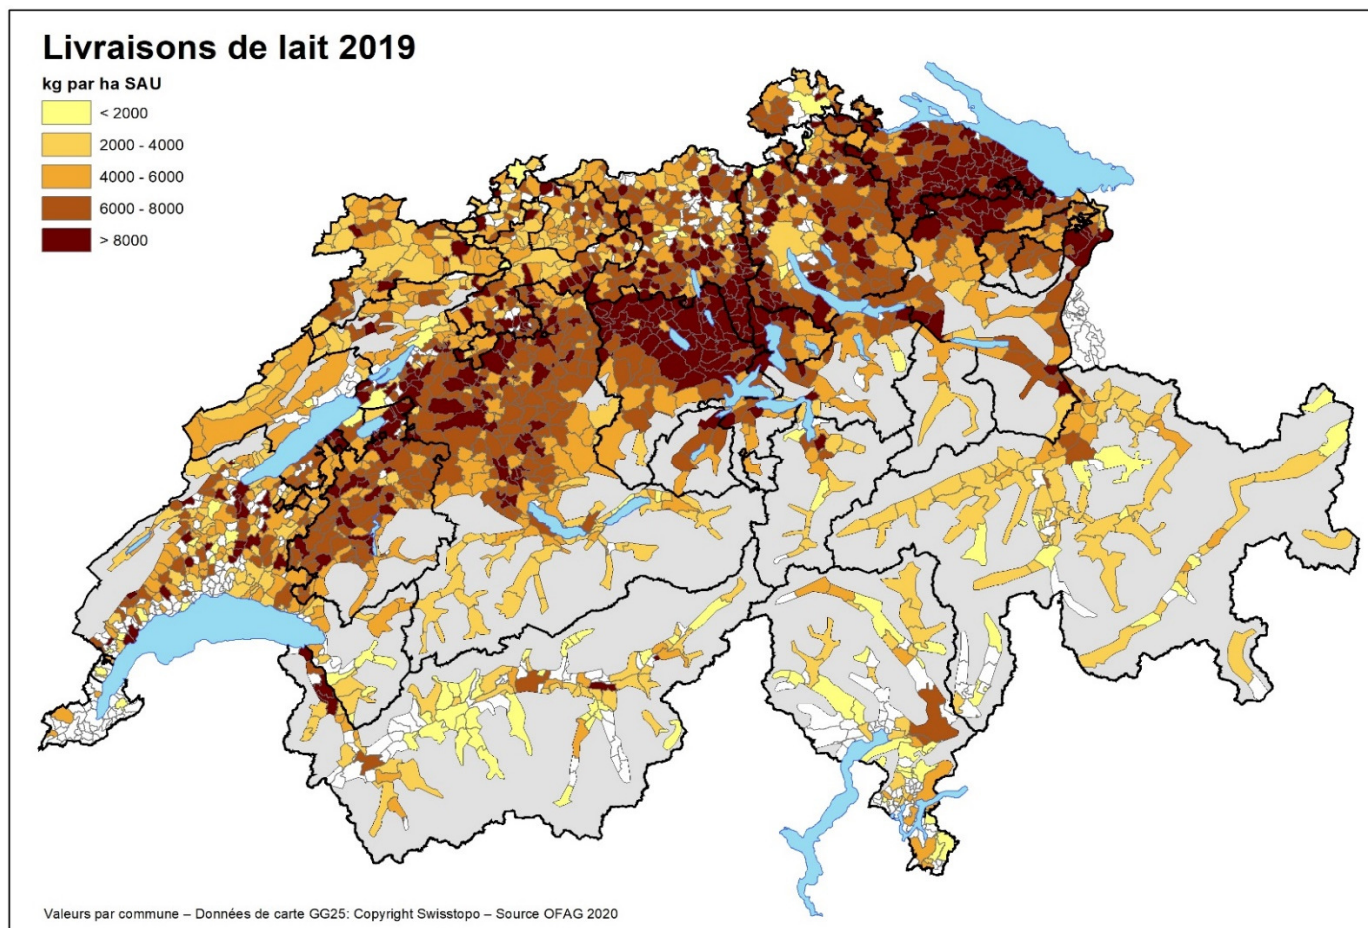 Livraisons de lait 2019
kg par ha SAU
< 2000
2000 - 4000
4000 - 6000
6000 - 8000
> 8000
Valeurs par commune – Données de carte GG25: Copyright Swisstopo – Source OFAG 2020